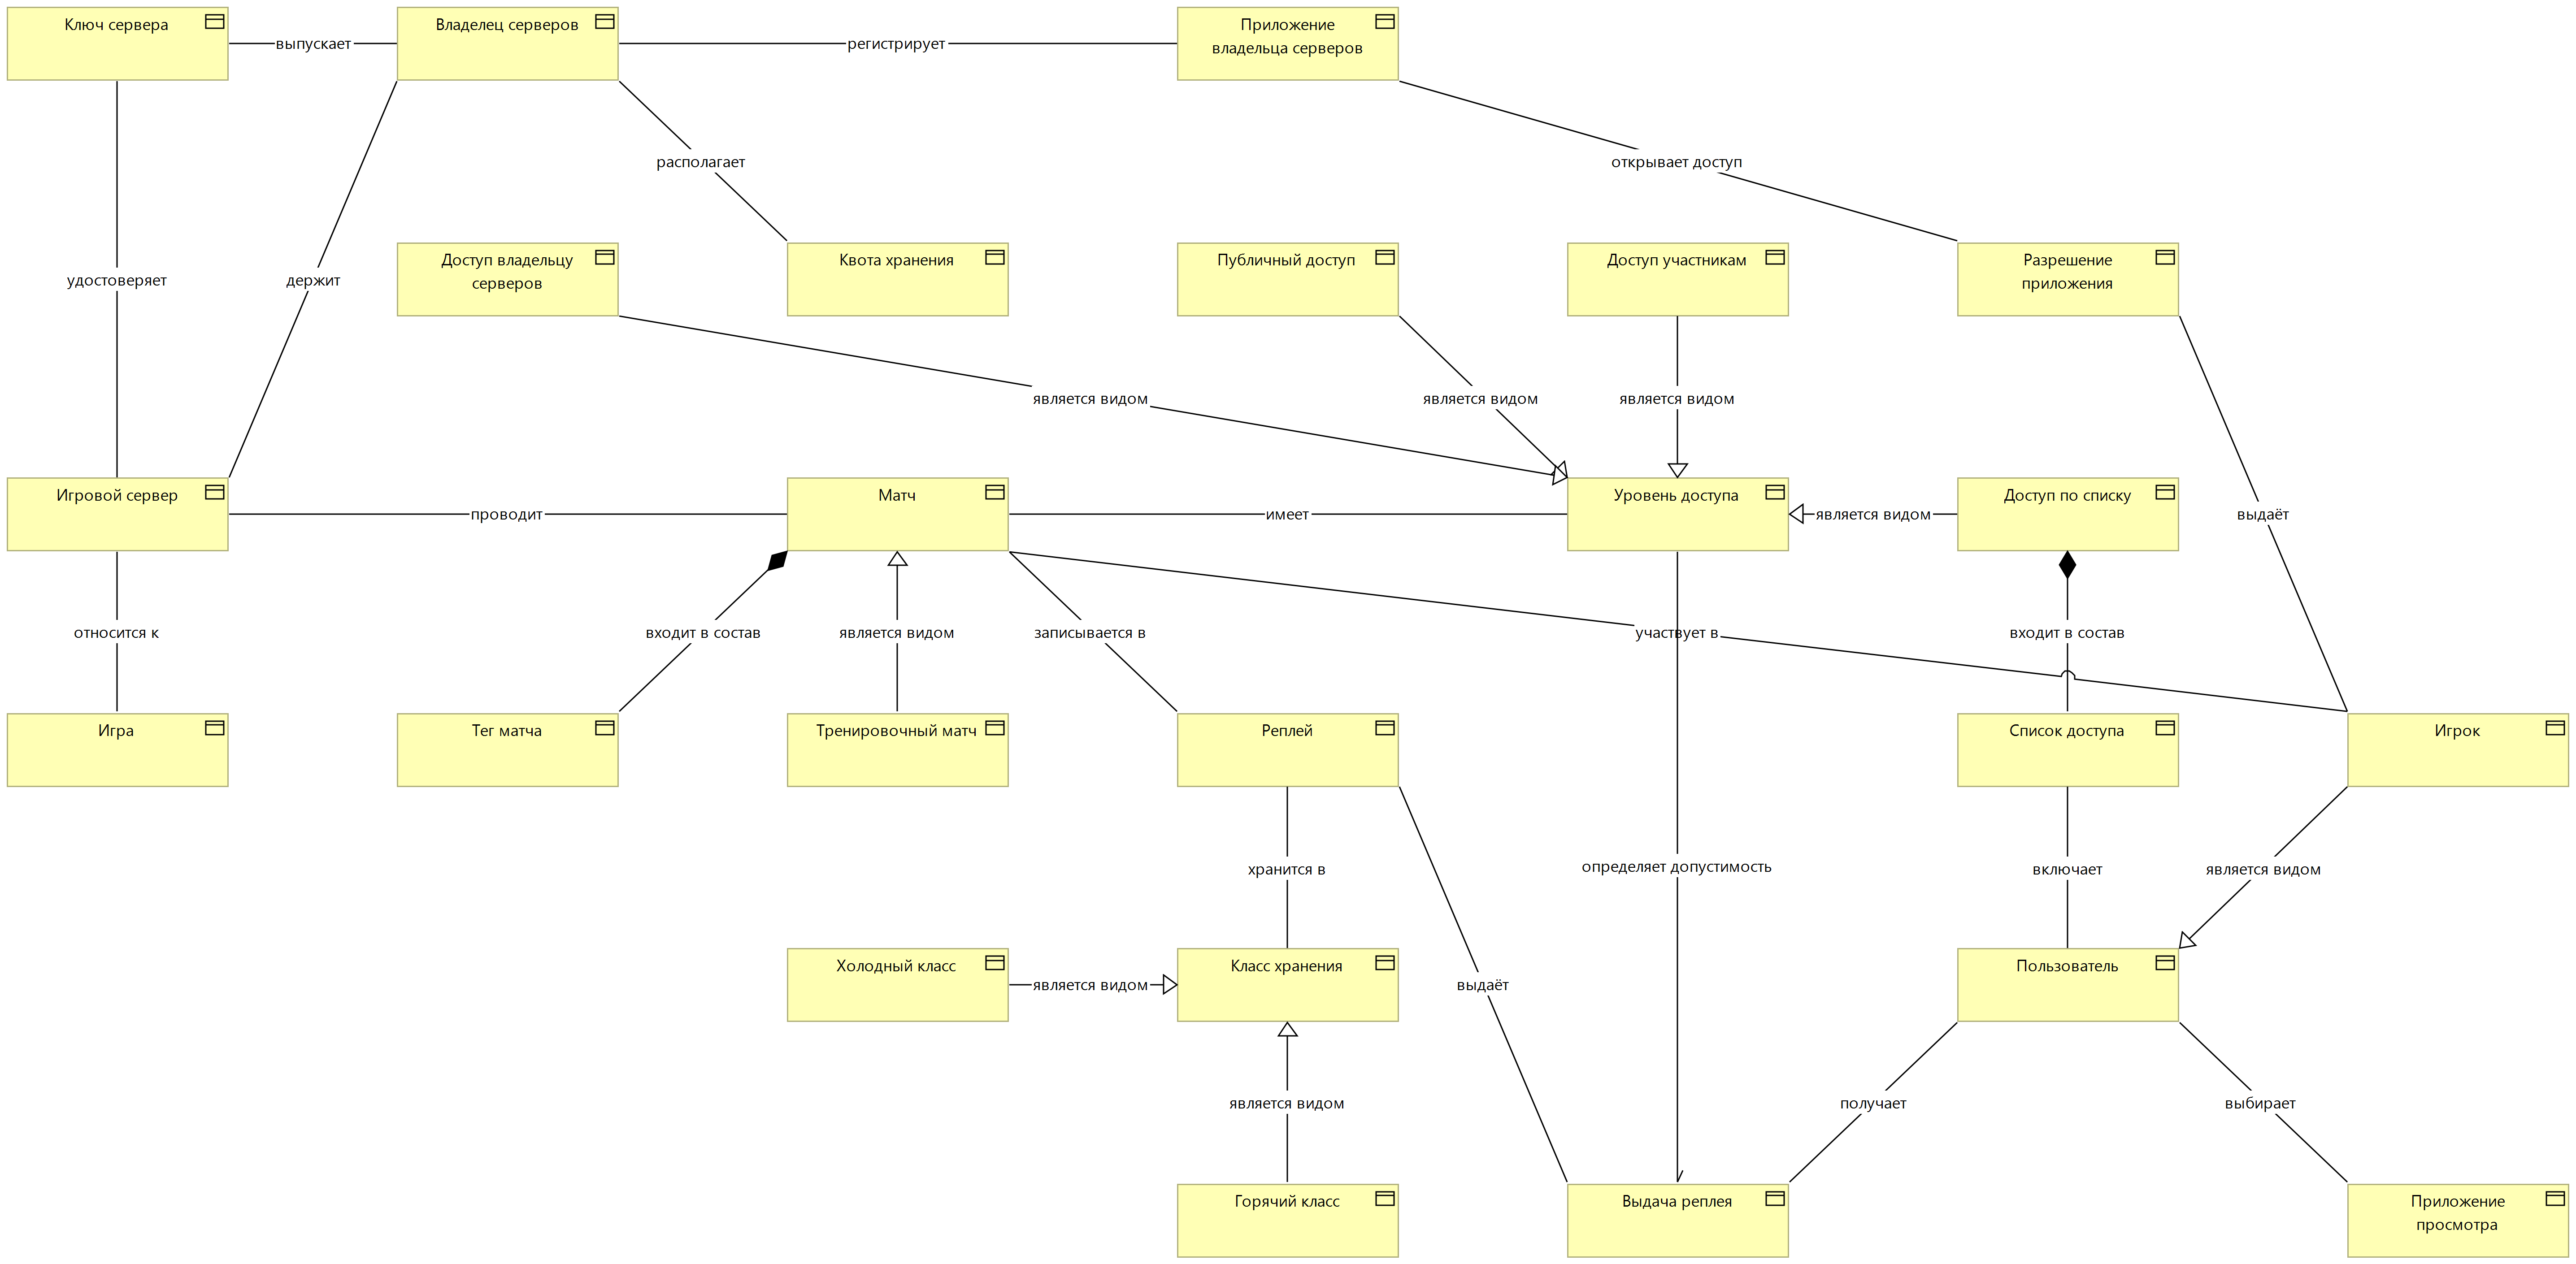 Ключ сервера
выпускает
Владелец серверов
регистрирует
Приложение
владельца серверов
располагает
открывает доступ
удостоверяет
держит
Доступ владельцу
серверов
Квота хранения
Публичный доступ
Доступ участникам
Разрешение
приложения
является видом
является видом
является видом
Игровой сервер
проводит
Матч
имеет
Уровень доступа
является видом
Доступ по списку
выдаёт
относится к
входит в состав
является видом
записывается в
участвует в
входит в состав
Игра
Тег матча
Тренировочный матч
Реплей
Список доступа
Игрок
хранится в
определяет допустимость
включает
является видом
Холодный класс
является видом
Класс хранения
выдаёт
Пользователь
является видом
получает
выбирает
Горячий класс
Выдача реплея
Приложение
просмотра